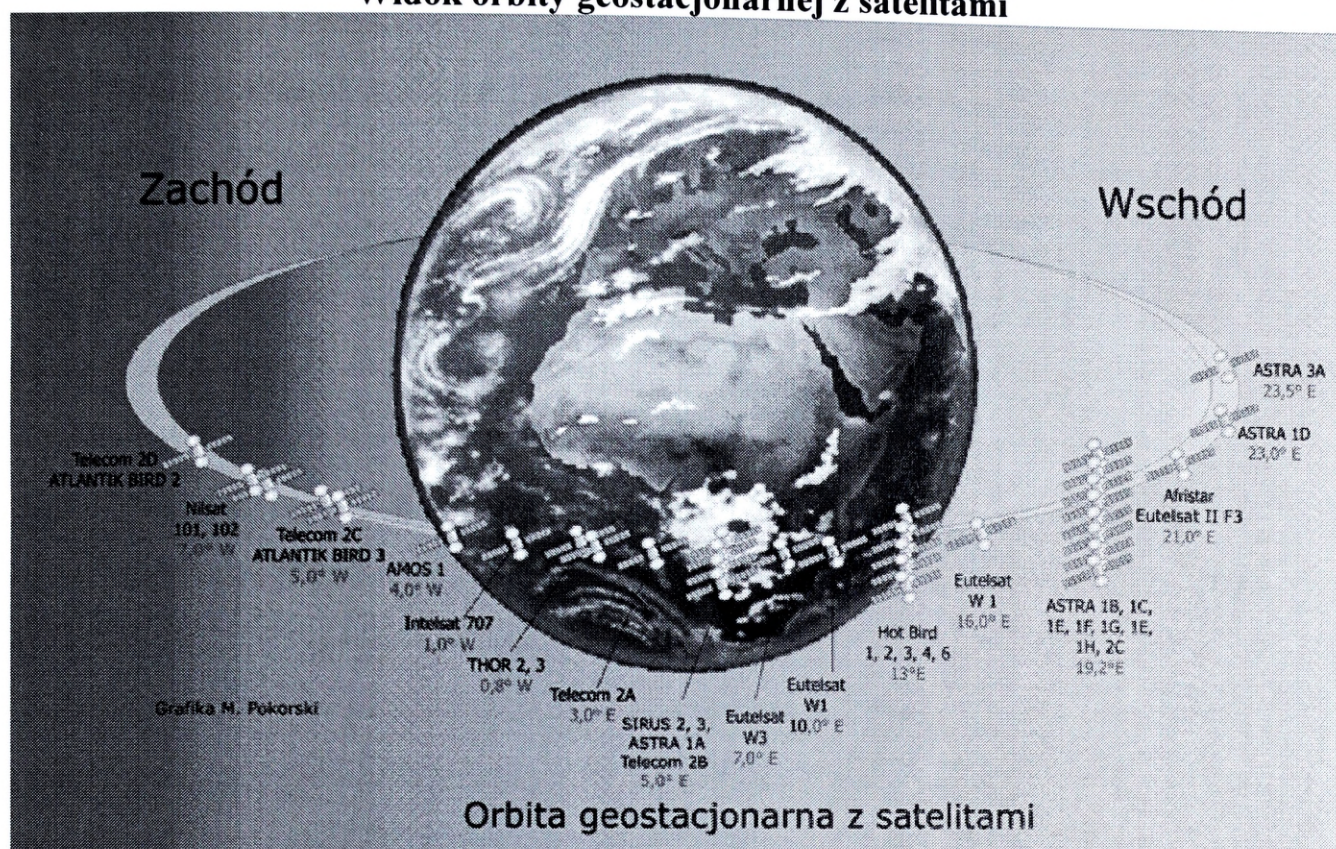 Widok orbity geostacjonarnej z satelitami
Zachód
Wschód
ASTRA 3A
23,5° E
ASTRA 1D
23,0° E
Afristar
Eutelsat II F3
21,0° E
Telecom 2D
ATLANTIK BIRD 2
Nilsat
101, 102
7,0° W
Telecom 2C
ATLANTIK BIRD 3
5,0° W
AMOS 1
4,0° W
Intelsat 707
1,0° W
THOR 2, 3
0,8° W
Telecom 2A
3,0° E
SIRUS 2, 3,
ASTRA 1A
Telecom 2B
5,0° E
Eutelsat
W3
7,0° E
Eutelsat
W1
10,0° E
Hot Bird
1, 2, 3, 4, 6
13°E
Eutelsat
W 1
16,0° E
ASTRA 1B, 1C,
1E, 1F, 1G, 1E,
1H, 2C
19,2°E
Grafika M. Pokorski
Orbita geostacjonarna z satelitami